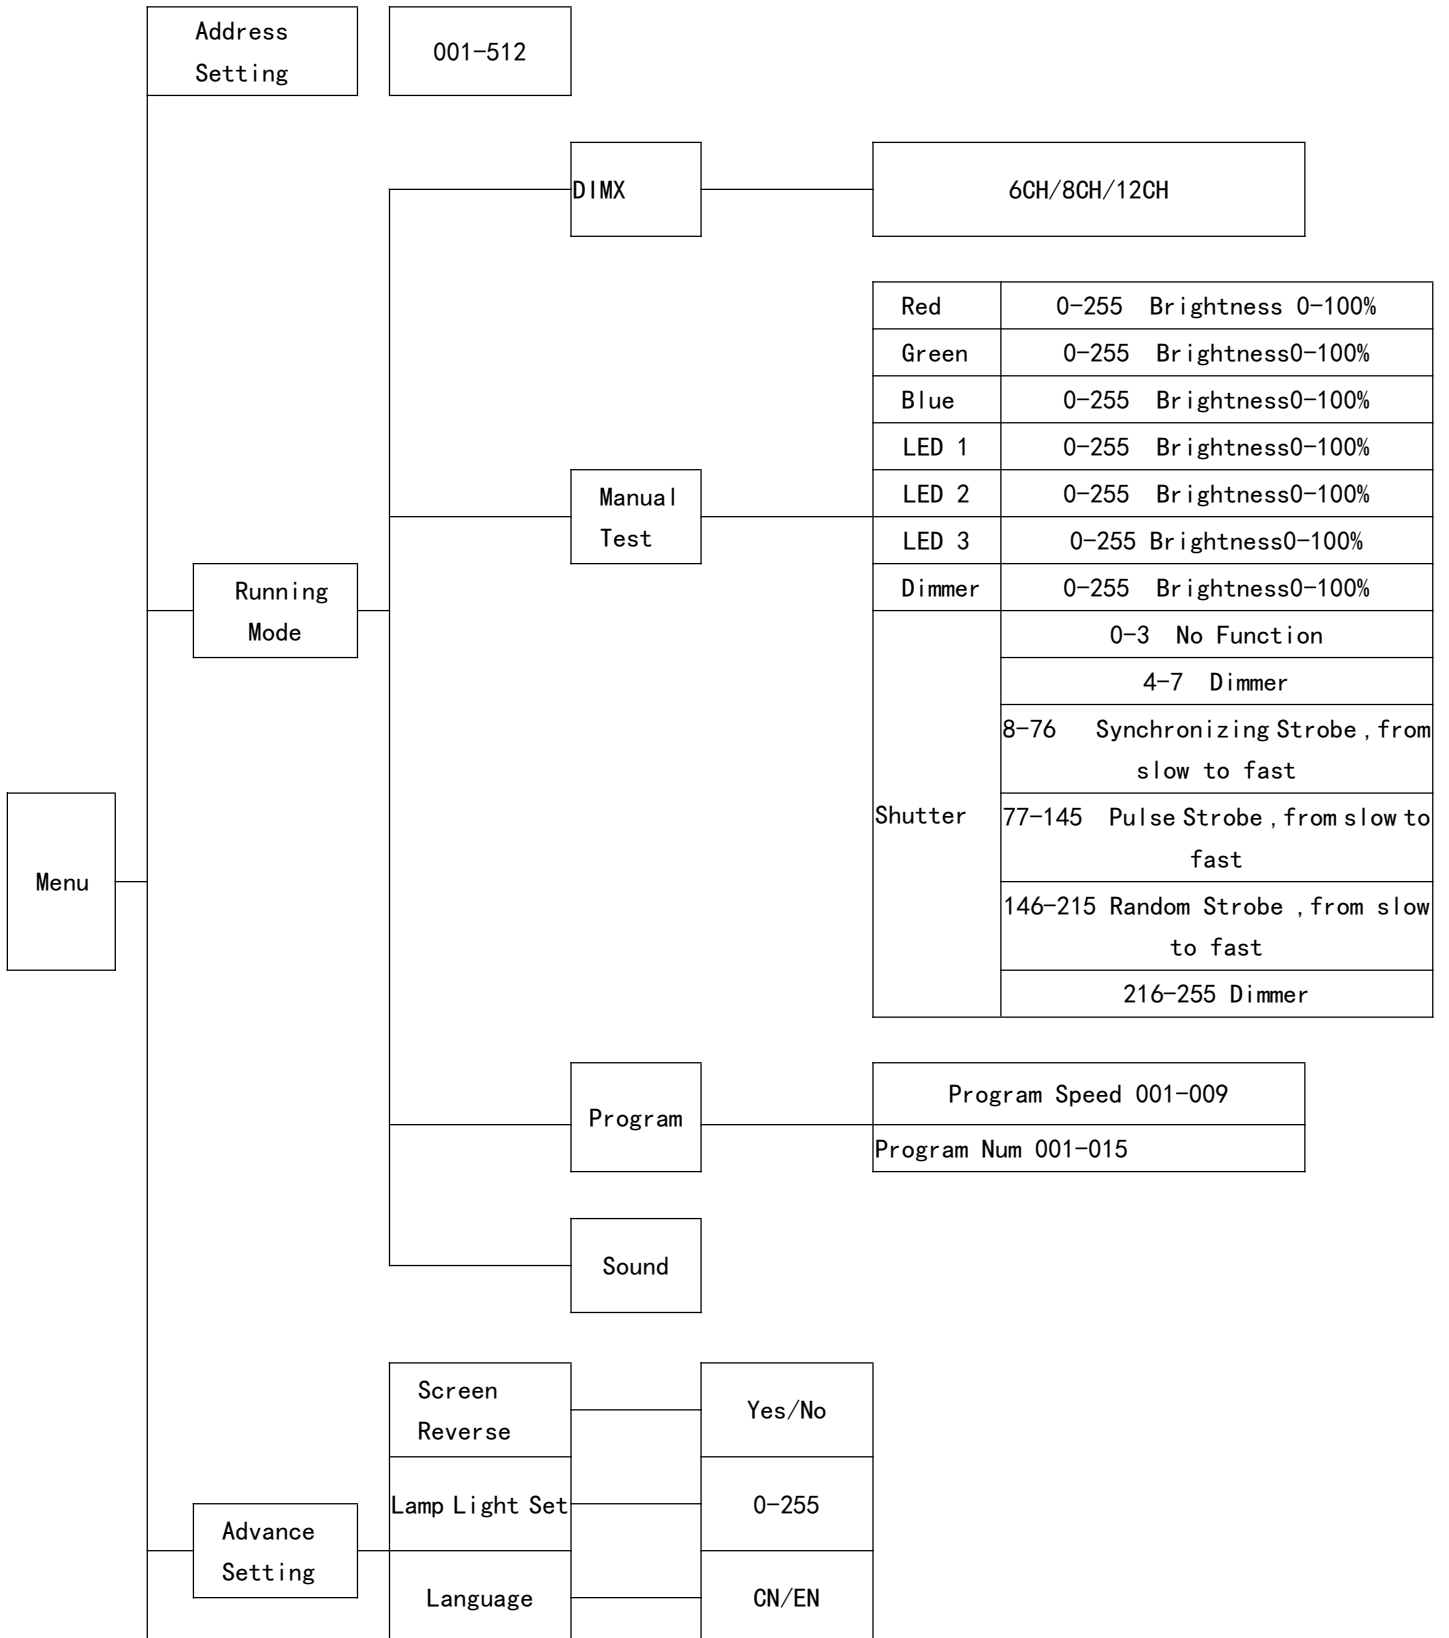 Address
Setting
001-512
DIMX
6CH/8CH/12CH
Red 0-255 Brightness 0-100%
Green 0-255 Brightness0-100%
Blue 0-255 Brightness0-100%
LED 1 0-255 Brightness0-100%
LED 2 0-255 Brightness0-100%
LED 3 0-255 Brightness0-100%
Dimmer 0-255 Brightness0-100%
Manual
Test
Running
Mode
Shutter
0-3 No Function
4-7 Dimmer
8-76 Synchronizing Strobe,from
slow to fast
77-145 Pulse Strobe,from slow to
fast
146-215 Random Strobe ,from slow
to fast
216-255 Dimmer
Menu
Program
Program Speed 001-009
Program Num 001-015
Sound
Screen
Reverse
Yes/No
Lamp Light Set
0-255
Advance
Setting
Language
CN/EN